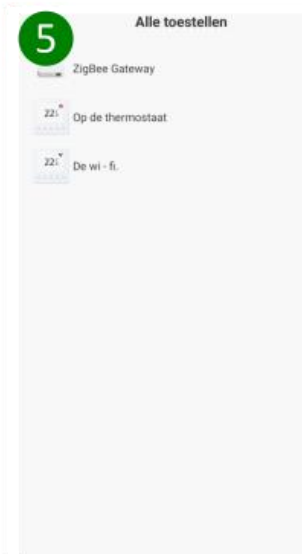 5
Alle toestellen
ZigBee Gateway
22.
Op de thermostaat
22.
De wi - fi.